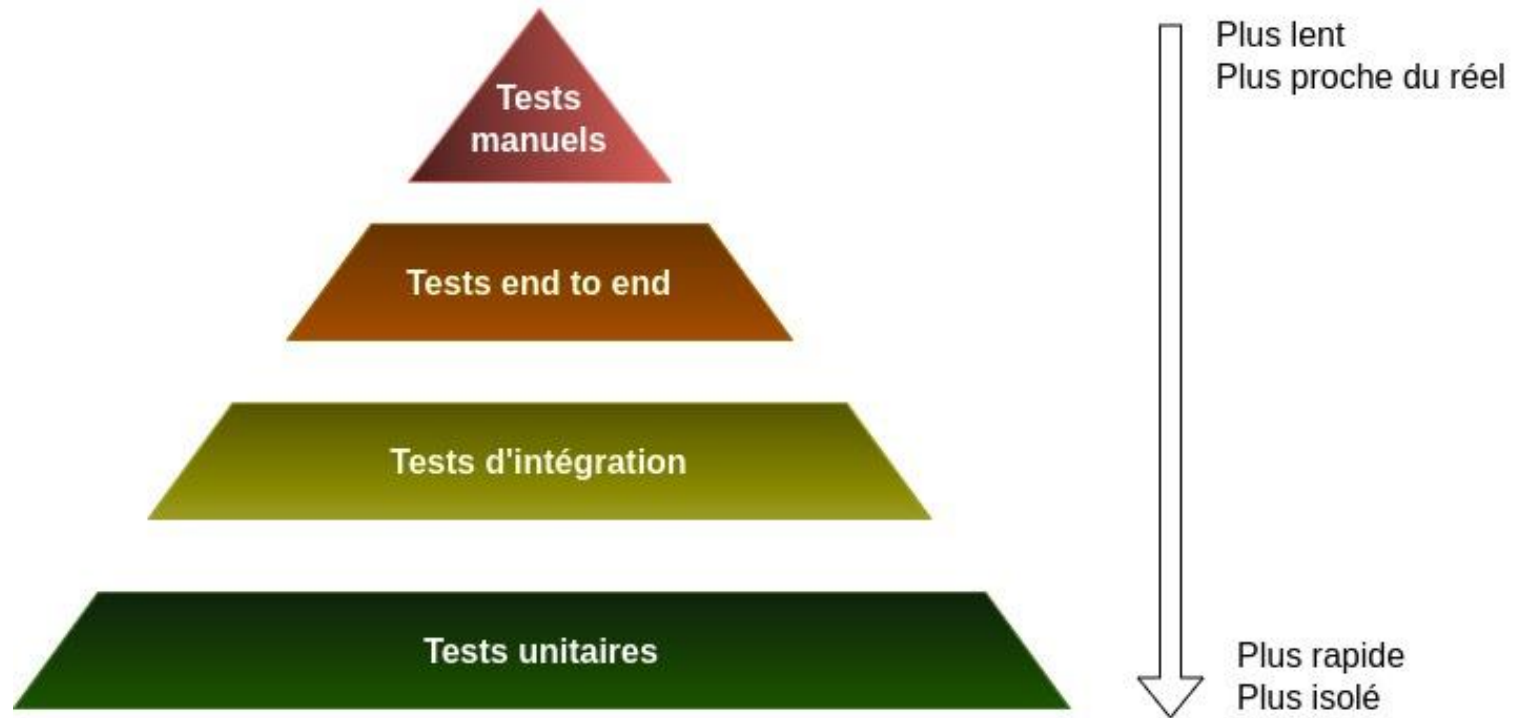 Plus lent
Plus proche du réel
Tests
manuels
Tests end to end
Tests d'intégration
Tests unitaires
Plus rapide
Plus isolé